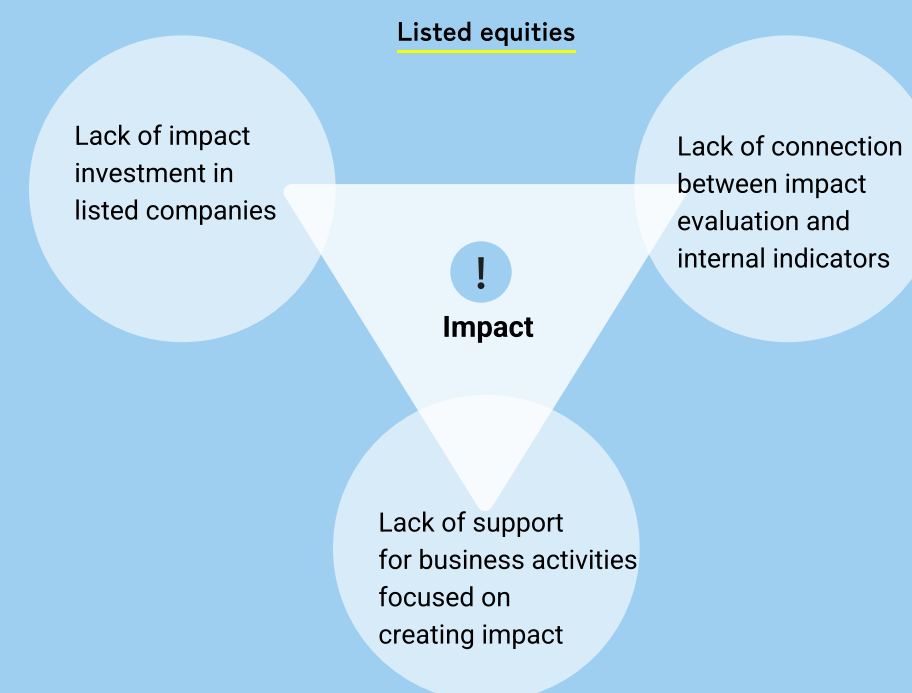 Listed equities
Lack of impact
investment in
listed companies
Lack of connection
between impact
evaluation and
internal indicators
!
Impact
Lack of support
for business activities
focused on
creating impact